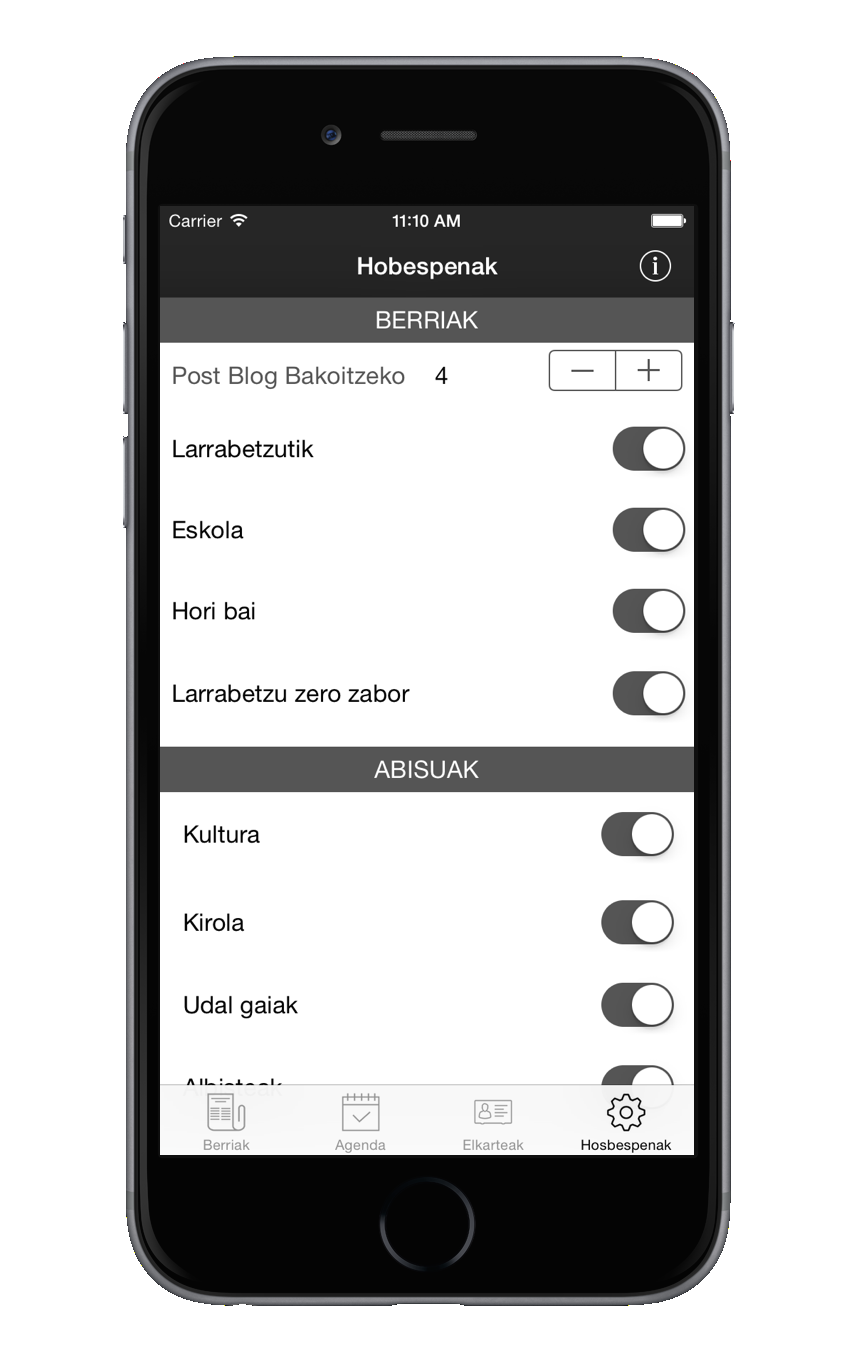 Carrier 11:10 AM
Hobespenak
BERRIAK
Post Blog Bakoitzeko 4
Larrabetzutik
Eskola
Hori bai
Larrabetzu zero zabor
ABISUAK
Kultura
Kirola
Udal gaiak
Albisteak
Berriak Agenda Elkarteak Hosbespenak